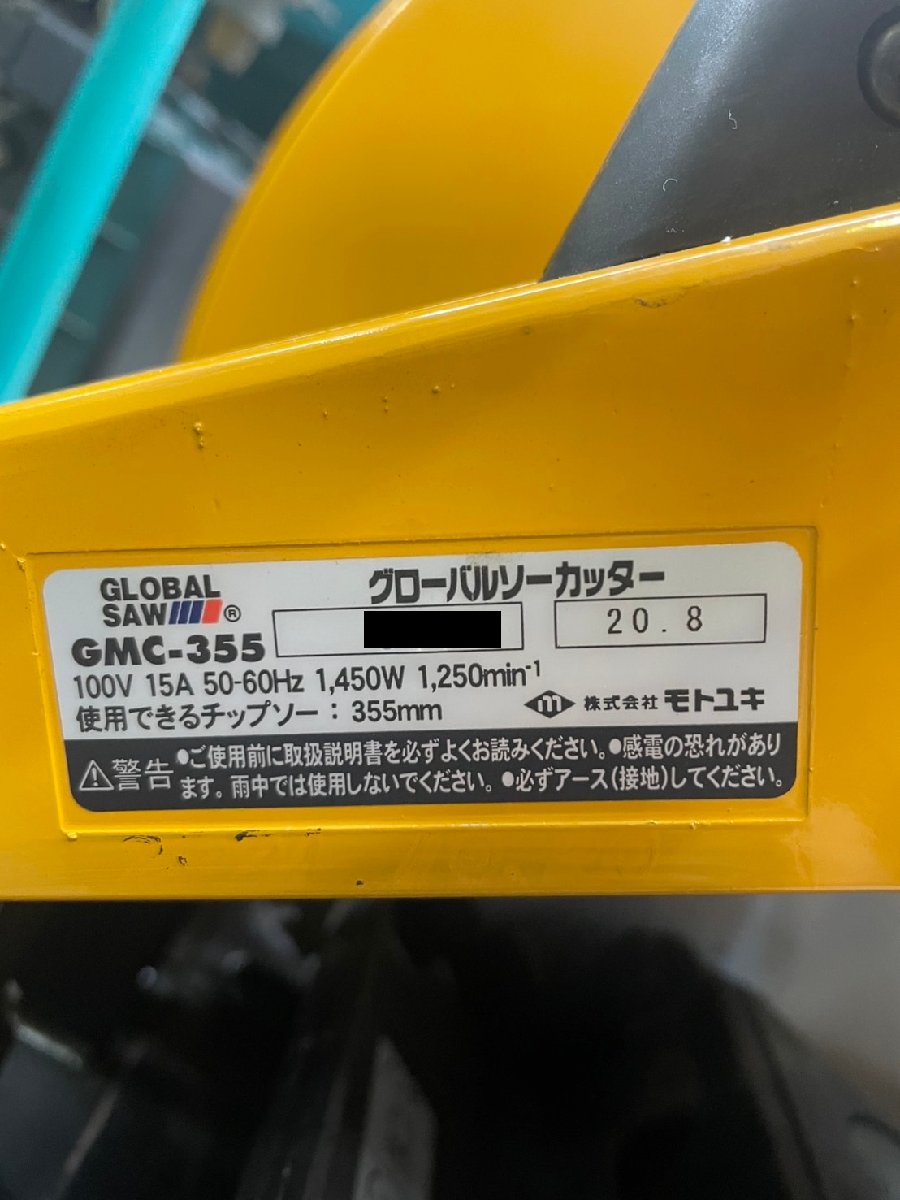 GLOBAL
SAW®
グローバルソーカッター
GMC-355
20.8
100V 15A 50-60Hz 1,450W 1,250min-1
使用できるチップソー：355mm
株式会社 モトユキ
警告 ●ご使用前に取扱説明書を必ずよくお読みください。●感電の恐れがあり
ます。雨中では使用しないでください。●必ずアース(接地)してください。